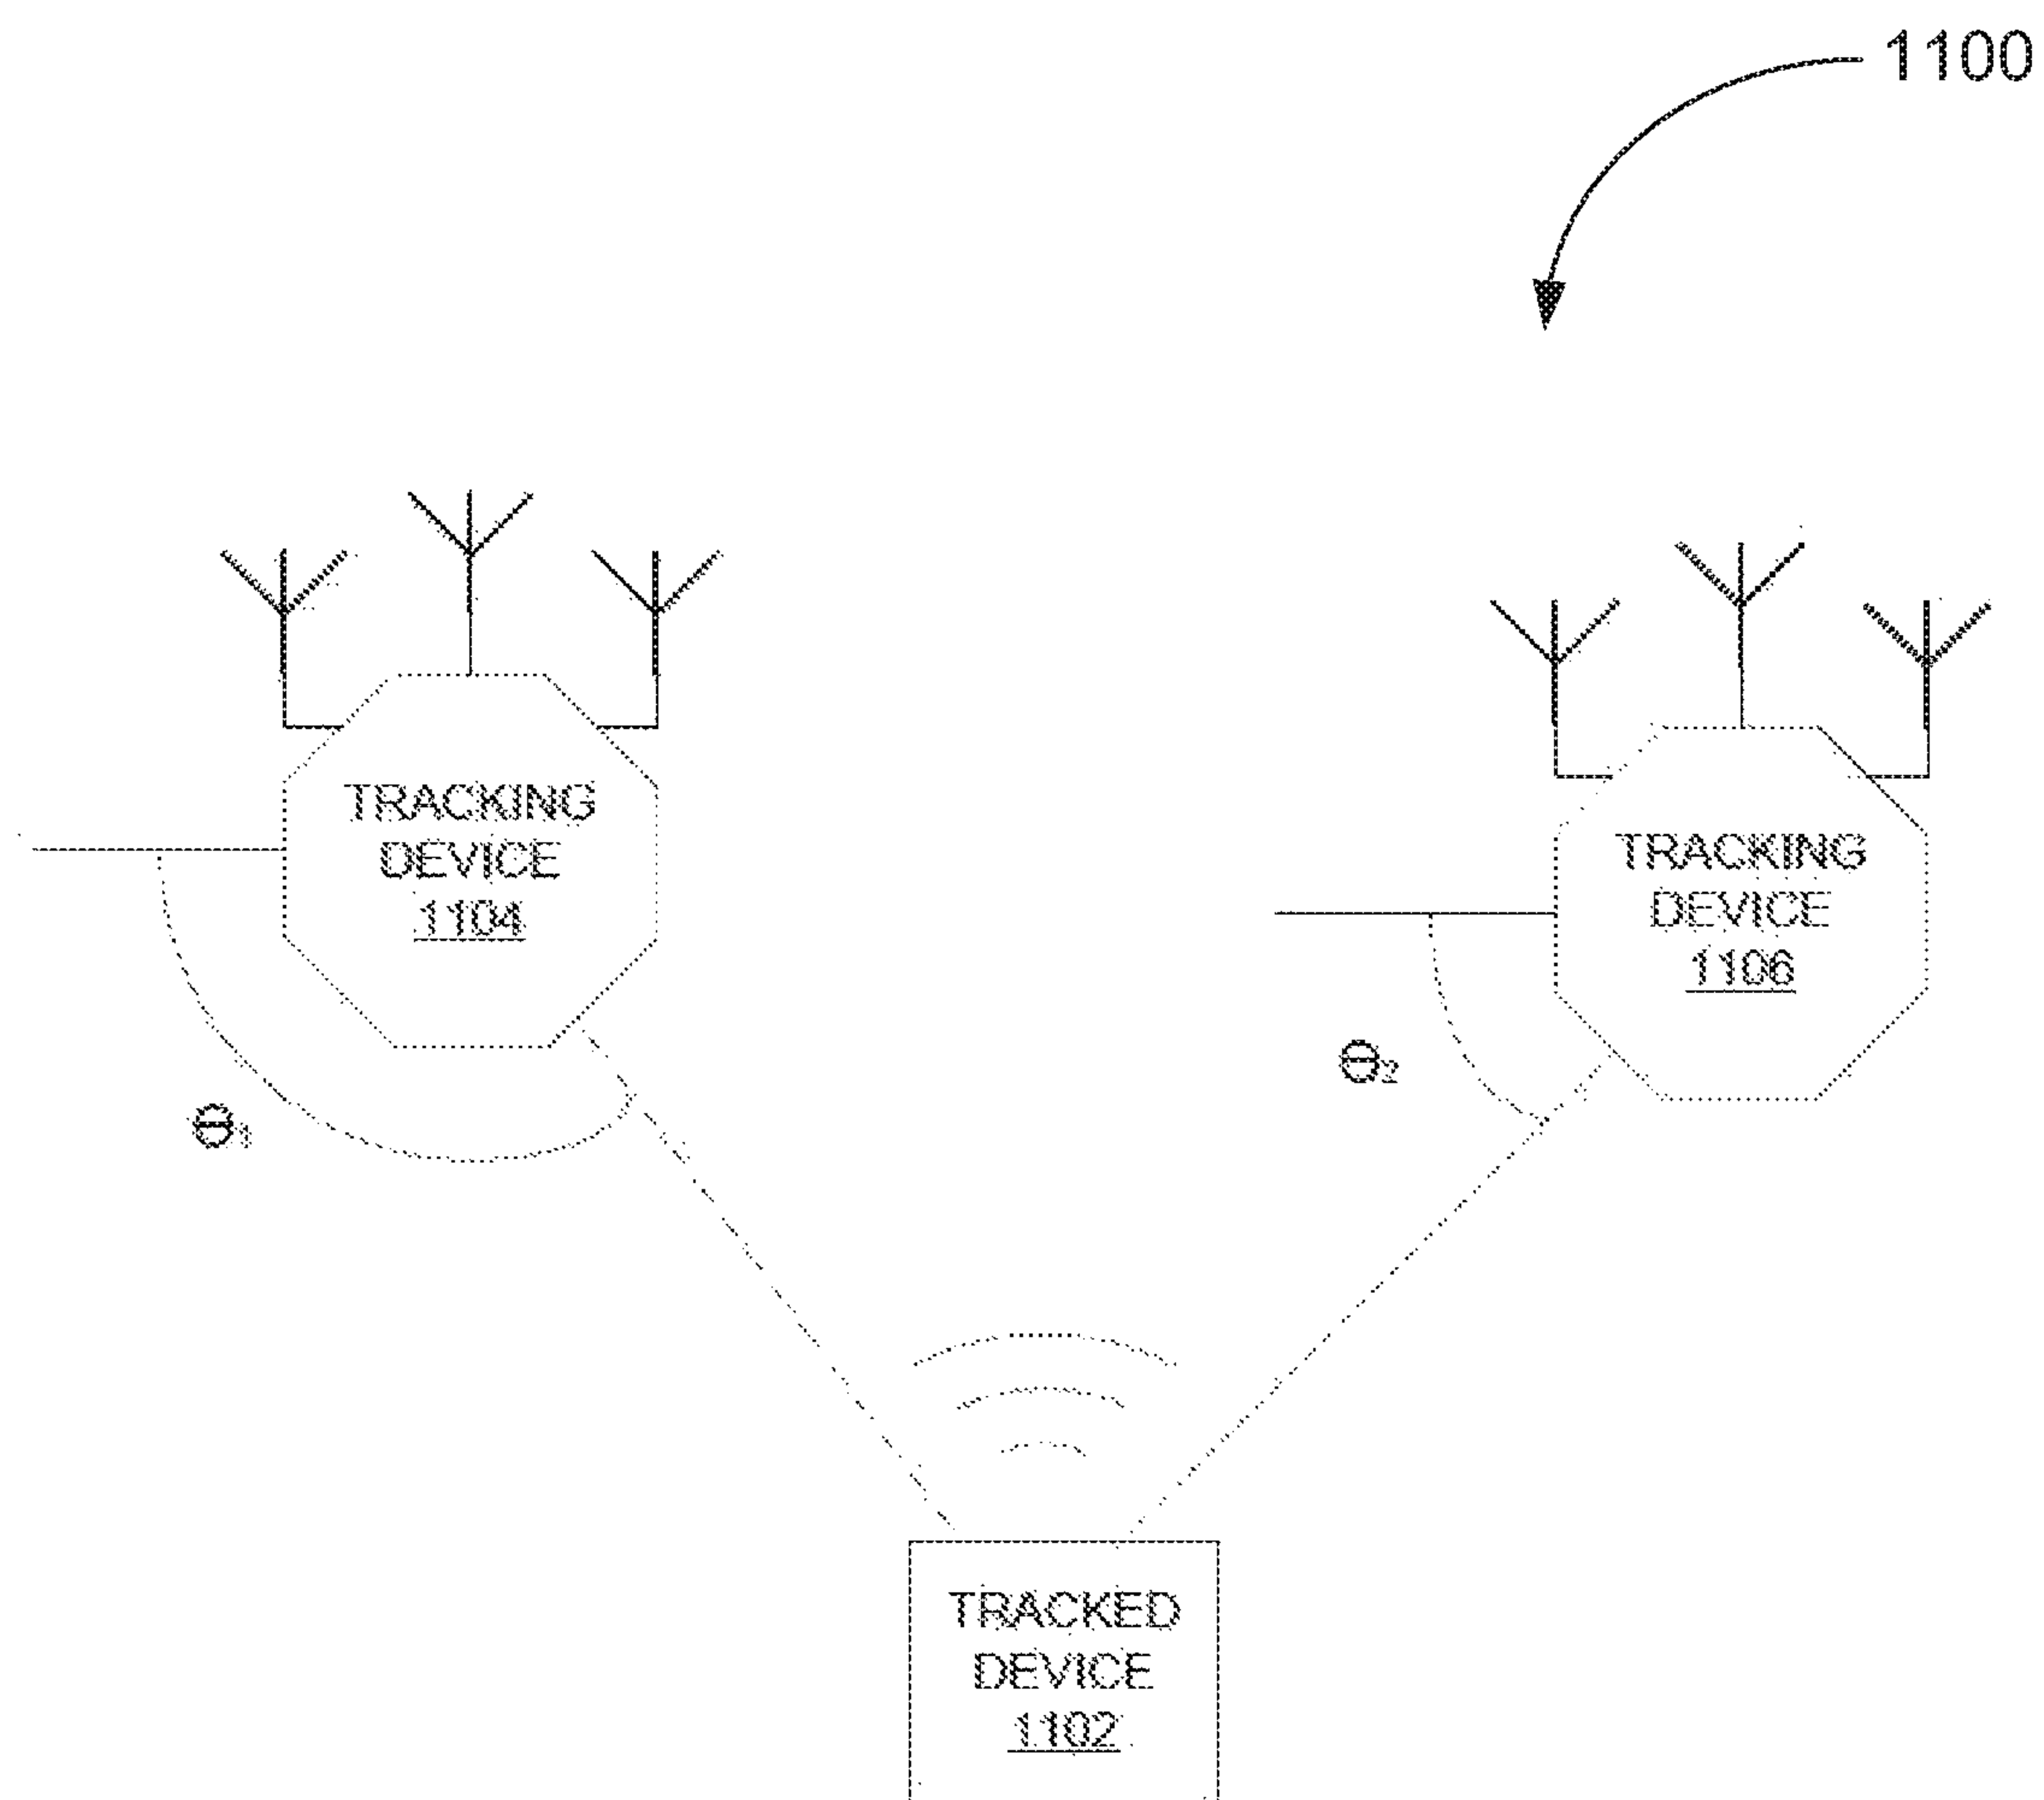 1100
TRACKING
DEVICE
1104
TRACKING
DEVICE
1106
Θ₂
Θ₁
TRACKED
DEVICE
1102